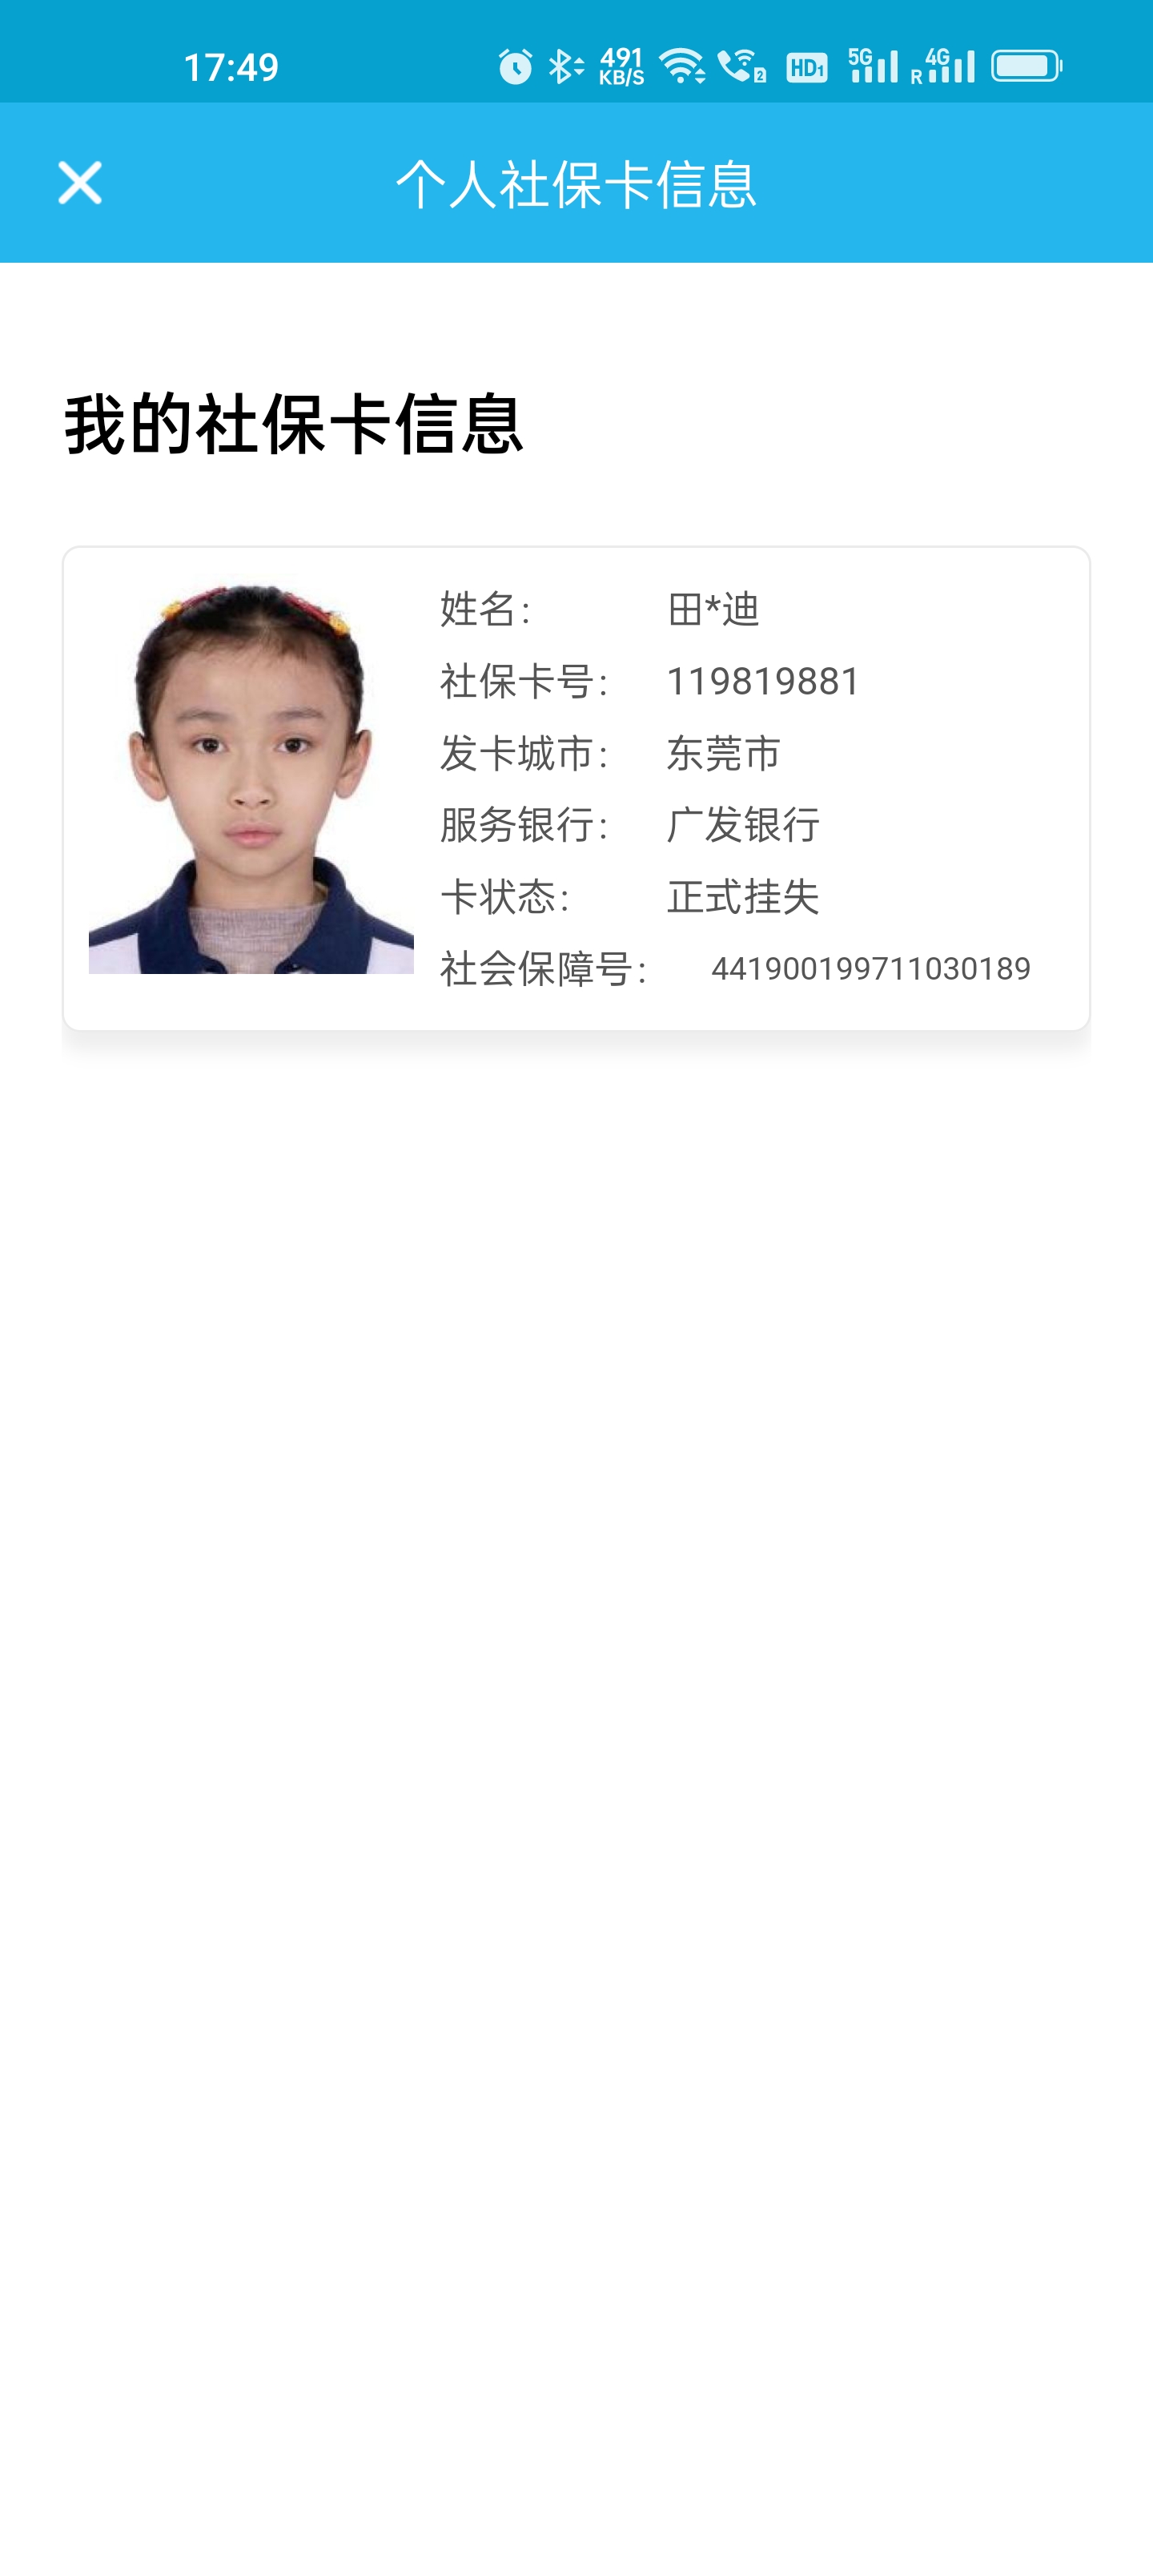 17:49
491 KB/S
2
HD1
5G
R 4G
个人社保卡信息
我的社保卡信息
姓名： 田*迪
社保卡号： 119819881
发卡城市： 东莞市
服务银行： 广发银行
卡状态： 正式挂失
社会保障号： 441900199711030189